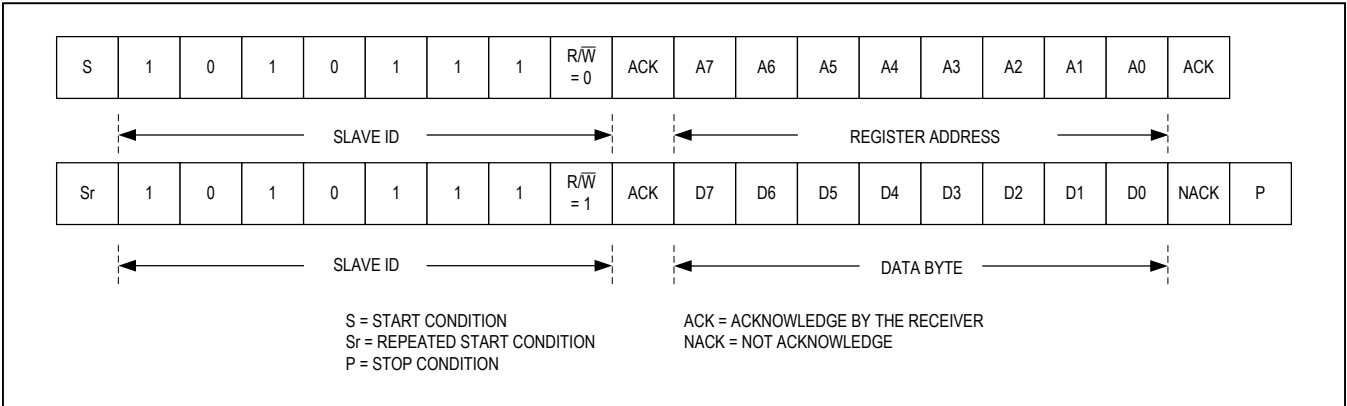 S 1 0 1 0 1 1 1 R/W̅ = 0 ACK A7 A6 A5 A4 A3 A2 A1 A0 ACK
SLAVE ID REGISTER ADDRESS
Sr 1 0 1 0 1 1 1 R/W̅ = 1 ACK D7 D6 D5 D4 D3 D2 D1 D0 NACK P
SLAVE ID DATA BYTE
S = START CONDITION ACK = ACKNOWLEDGE BY THE RECEIVER
Sr = REPEATED START CONDITION NACK = NOT ACKNOWLEDGE
P = STOP CONDITION